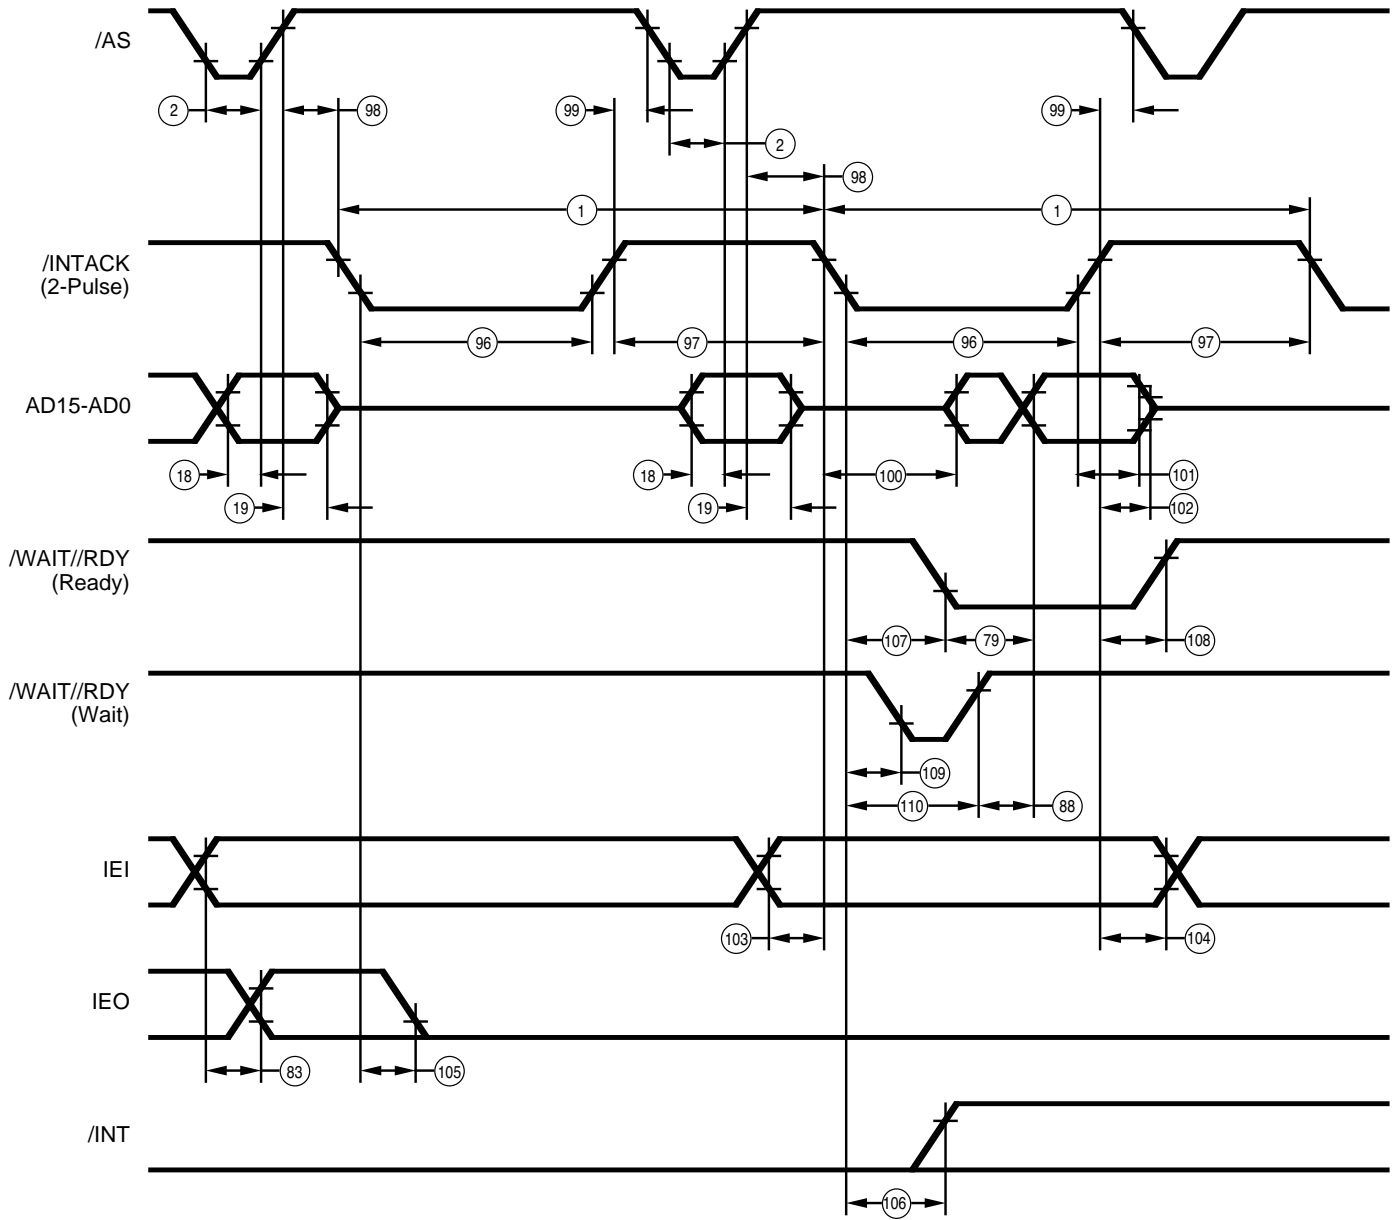 /AS
2
98
99
99
2
98
1
1
/INTACK
(2-Pulse)
96
97
96
97
AD15-AD0
18
18
100
101
19
19
102
/WAIT//RDY
(Ready)
107
79
108
/WAIT//RDY
(Wait)
109
110
88
IEI
103
104
IEO
83
105
/INT
106